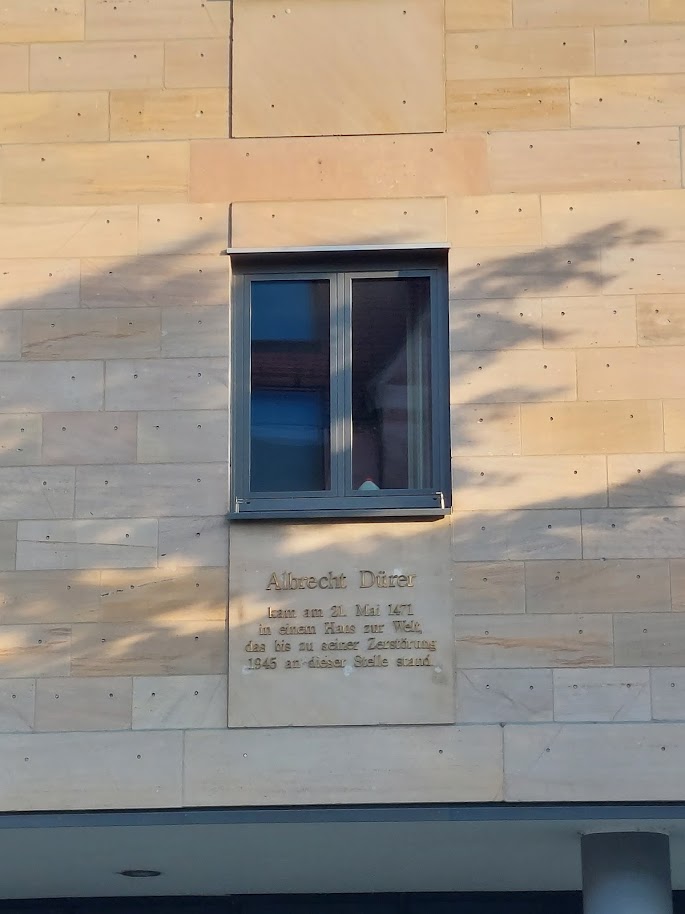 Albrecht Dürer
kam am 21. Mai 1471
in einem Haus zur Welt,
das bis zu seiner Zerstörung
1945 an dieser Stelle stand.